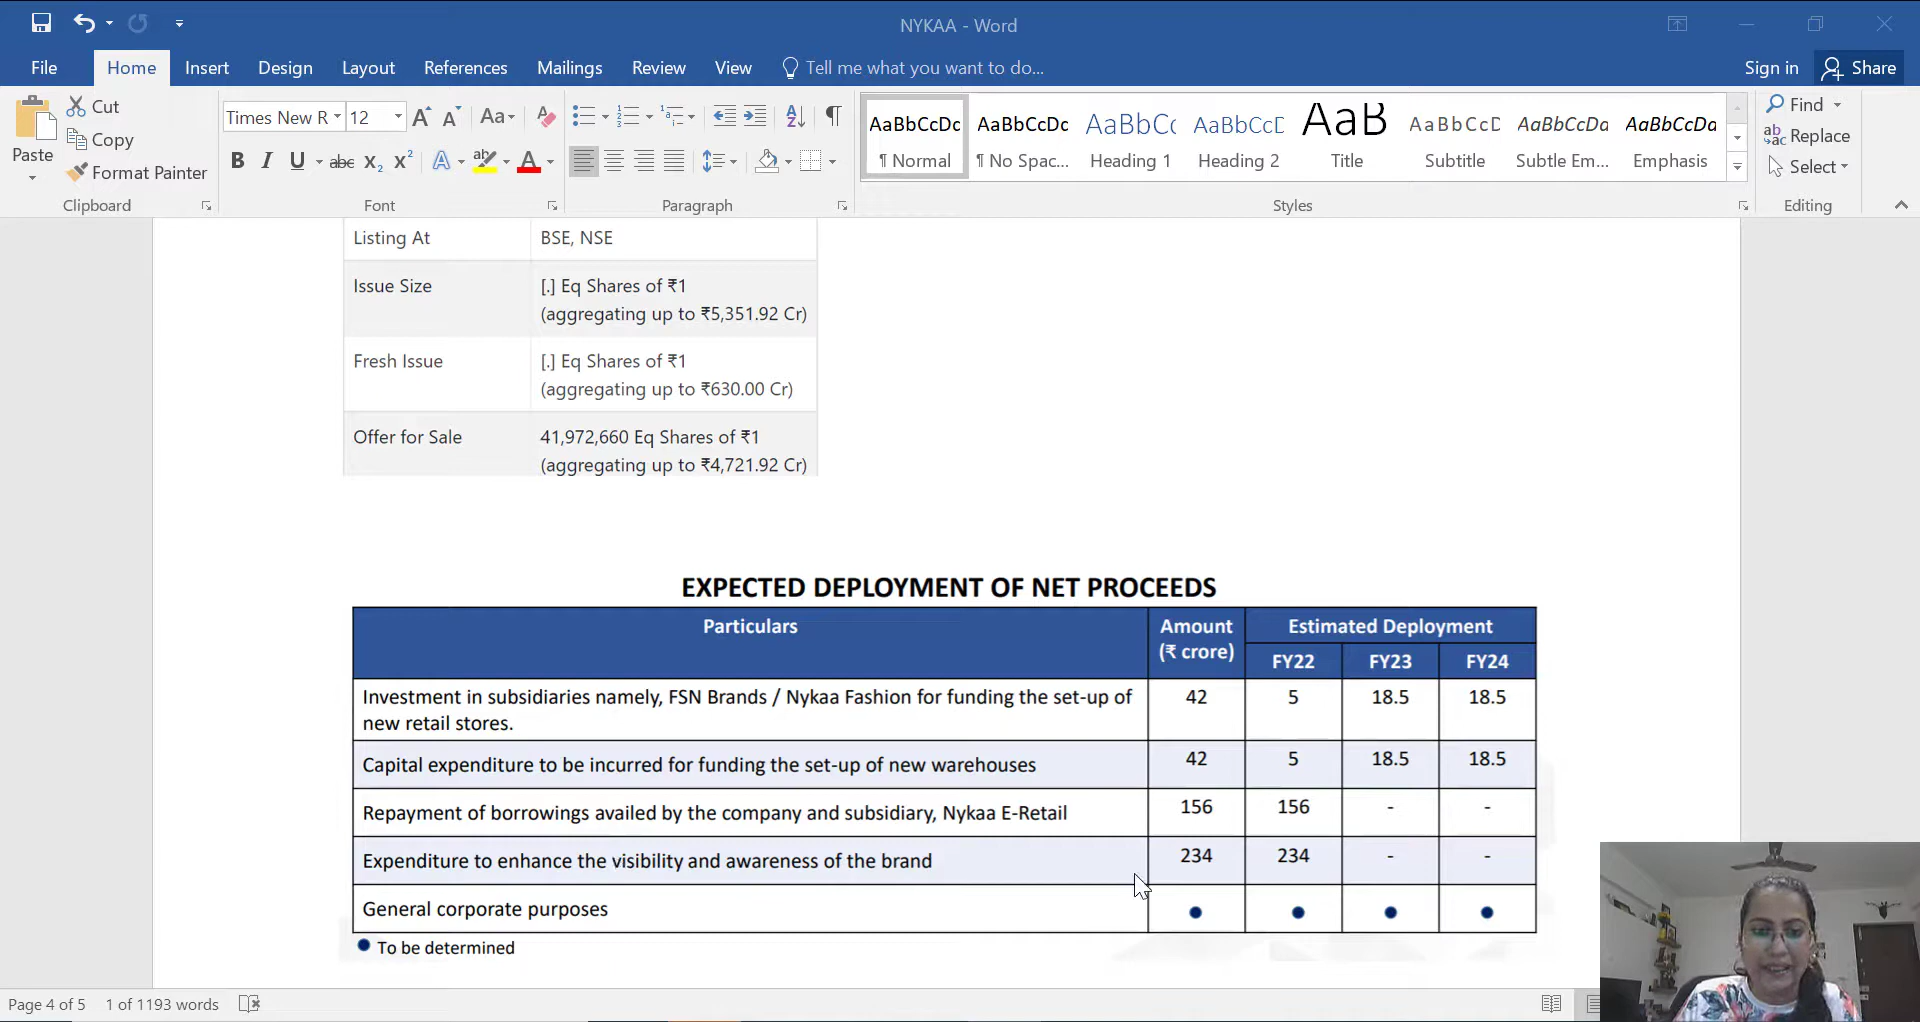 NYKAA - Word
File
Home
Insert
Design
Layout
References
Mailings
Review
View
Tell me what you want to do...
Sign in
Share
Paste
Cut
Copy
Format Painter
Clipboard
Times New R
12
Aa
B I U abc X₂ X²
A
ab
A
Font
Paragraph
AaBbCcDc
¶ Normal
AaBbCcDc
¶ No Spac...
AaBbCc
Heading 1
AaBbCcD
Heading 2
AaB
Title
AaBbCcD
Subtitle
AaBbCcDd
Subtle Em...
AaBbCcDd
Emphasis
Styles
Find
Replace
Select
Editing
Listing At BSE, NSE
Issue Size [.] Eq Shares of ₹1
(aggregating up to ₹5,351.92 Cr)
Fresh Issue [.] Eq Shares of ₹1
(aggregating up to ₹630.00 Cr)
Offer for Sale 41,972,660 Eq Shares of ₹1
(aggregating up to ₹4,721.92 Cr)
EXPECTED DEPLOYMENT OF NET PROCEEDS
Particulars
Amount
(₹ crore)
Estimated Deployment
FY22 FY23 FY24
Investment in subsidiaries namely, FSN Brands / Nykaa Fashion for funding the set-up of
new retail stores.
42 5 18.5 18.5
Capital expenditure to be incurred for funding the set-up of new warehouses 42 5 18.5 18.5
Repayment of borrowings availed by the company and subsidiary, Nykaa E-Retail 156 156 - -
Expenditure to enhance the visibility and awareness of the brand 234 234 - -
General corporate purposes ● ● ● ●
● To be determined
Page 4 of 5 1 of 1193 words